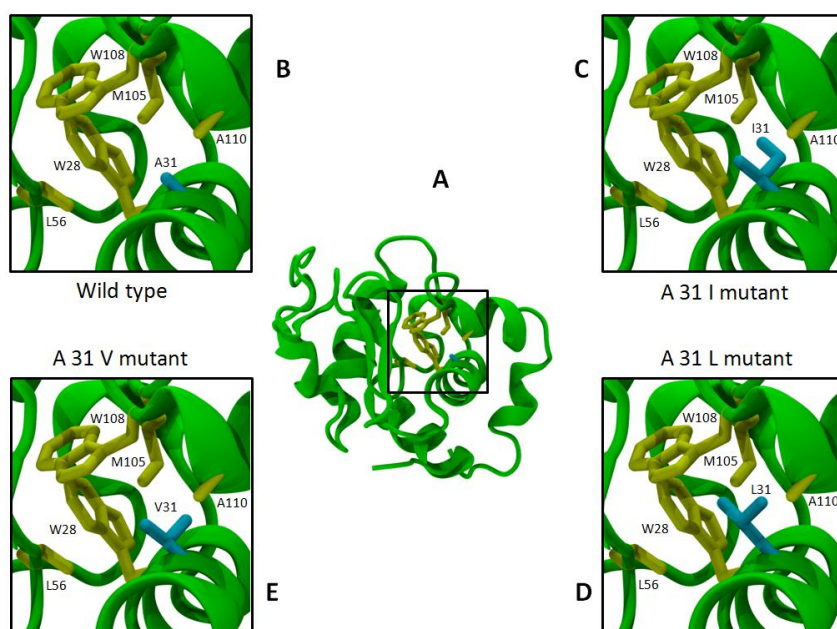 W108
M105
A110
W28
A31
L56
Wild type
B
C
W108
M105
I31
A110
W28
L56
A 31 I mutant
A
A 31 V mutant
W108
M105
V31
A110
W28
L56
E
A 31 L mutant
W108
M105
L31
A110
W28
L56
D